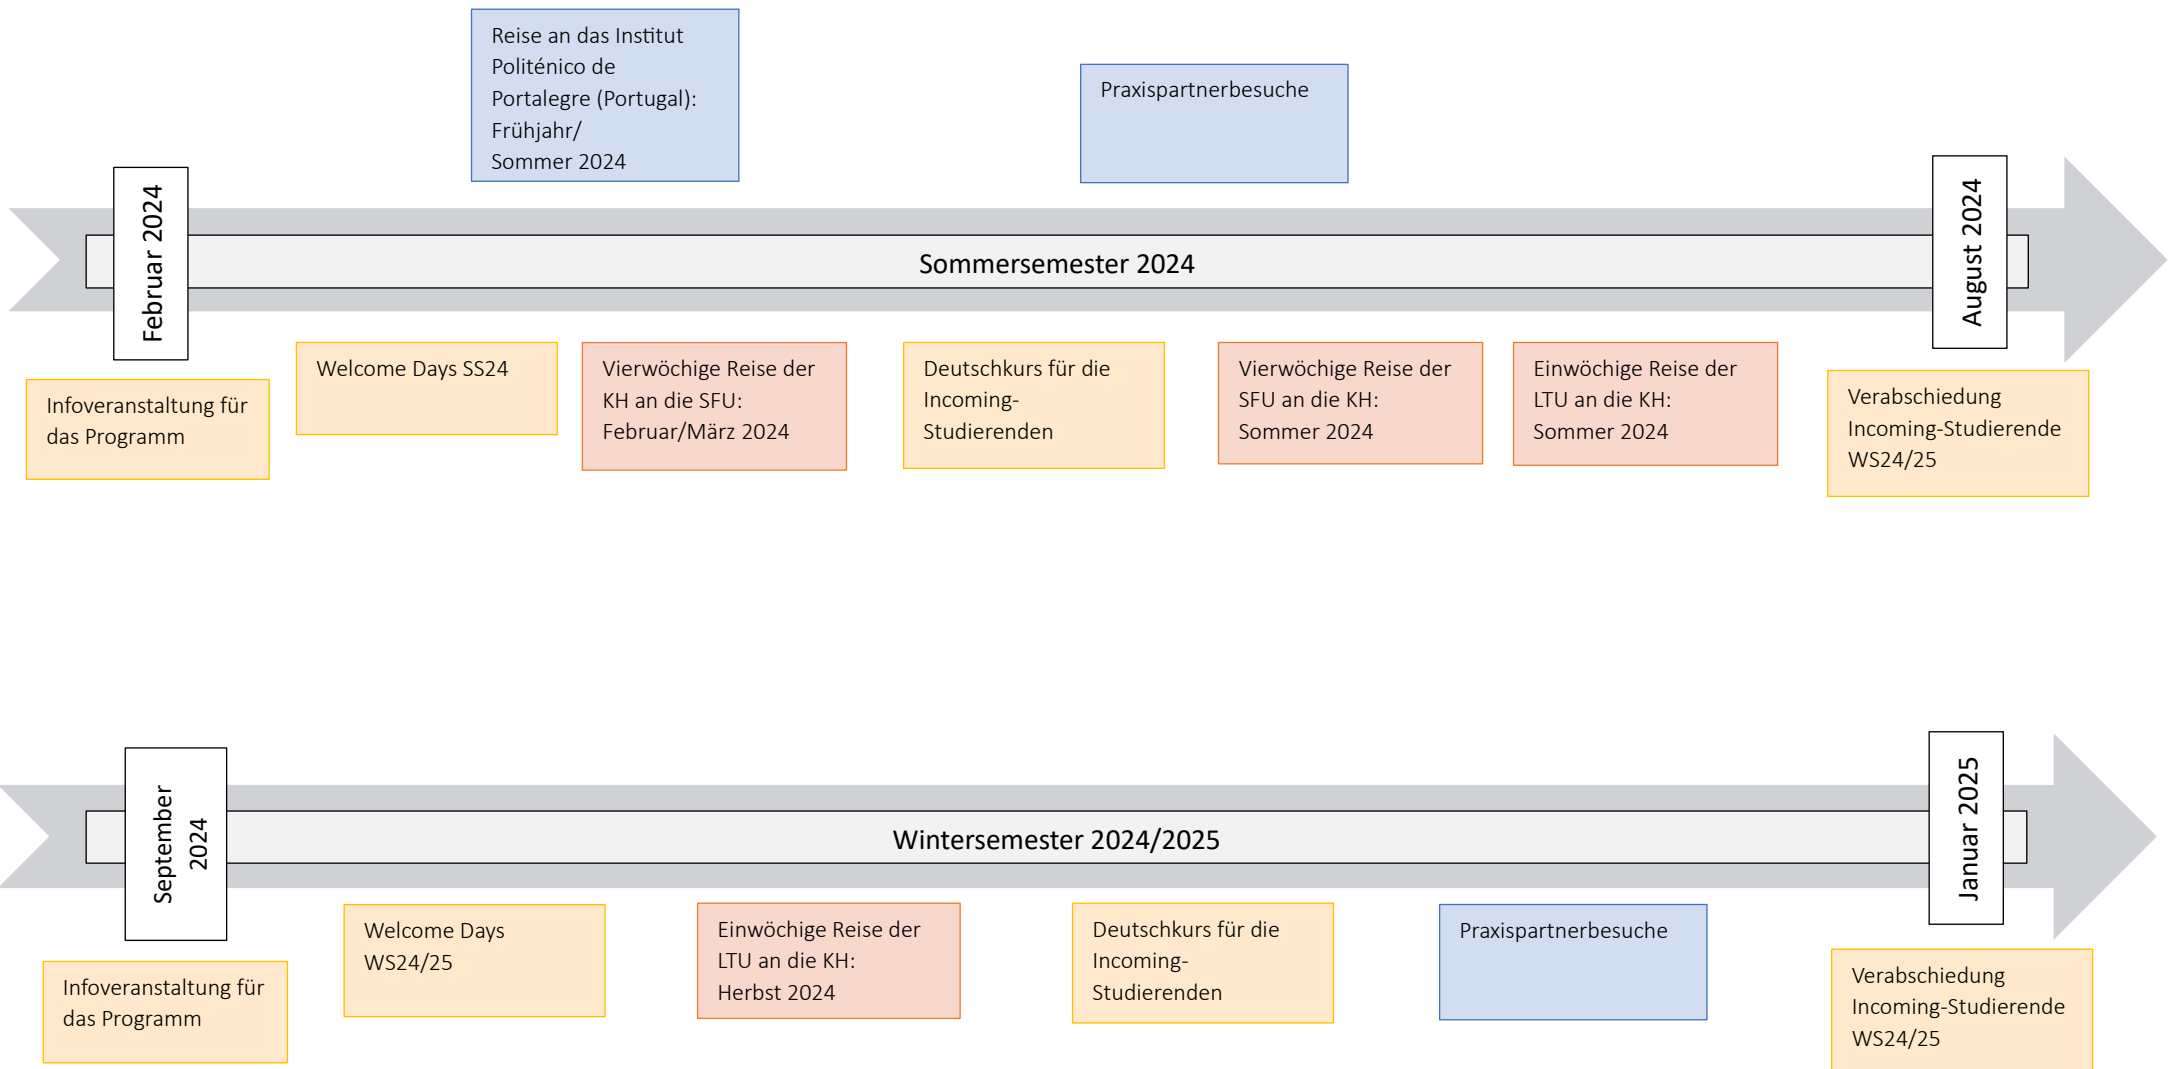 Reise an das Institut
Politénico de
Portalegre (Portugal):
Frühjahr/
Sommer 2024
Praxispartnerbesuche
Februar 2024
Sommersemester 2024
August 2024
Infoveranstaltung für
das Programm
Welcome Days SS24
Vierwöchige Reise der
KH an die SFU:
Februar/März 2024
Deutschkurs für die
Incoming-
Studierenden
Vierwöchige Reise der
SFU an die KH:
Sommer 2024
Einwöchige Reise der
LTU an die KH:
Sommer 2024
Verabschiedung
Incoming-Studierende
WS24/25
September
2024
Wintersemester 2024/2025
Januar 2025
Infoveranstaltung für
das Programm
Welcome Days
WS24/25
Einwöchige Reise der
LTU an die KH:
Herbst 2024
Deutschkurs für die
Incoming-
Studierenden
Praxispartnerbesuche
Verabschiedung
Incoming-Studierende
WS24/25